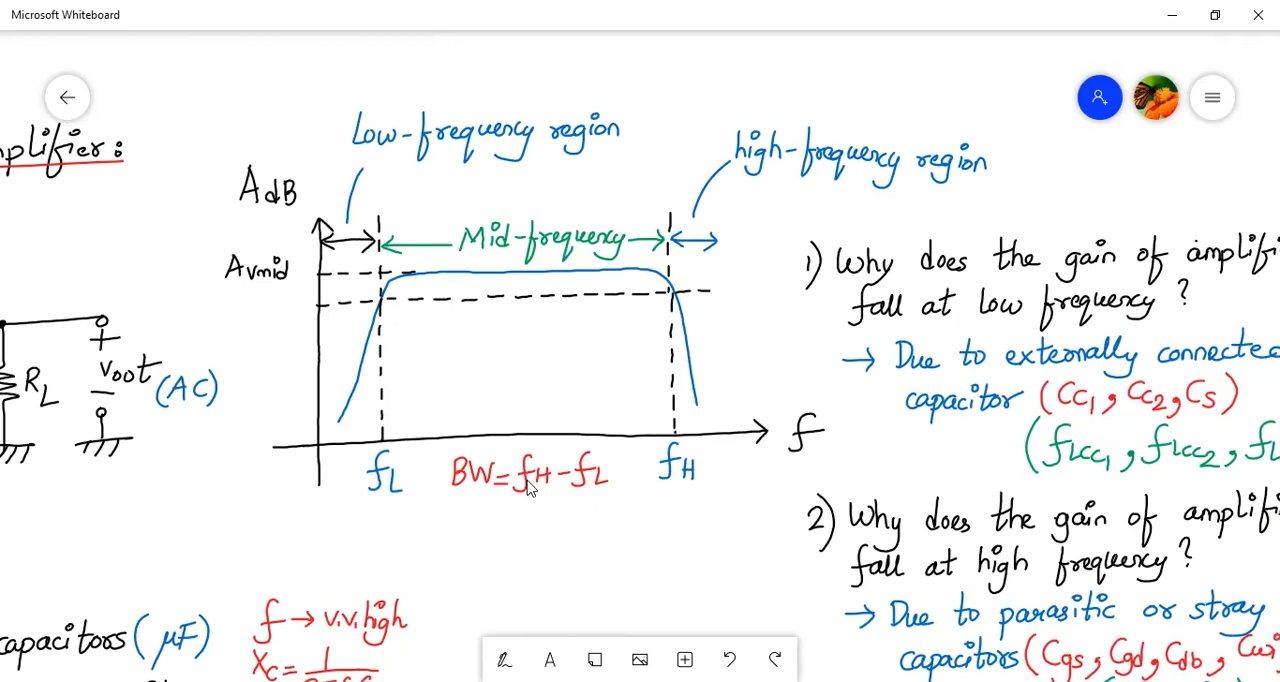 Microsoft Whiteboard
mplifier:
Low-frequency region
high-frequency region
AdB
Mid-frequency
Avmid
f
fL
BW = fH - fL
fH
RL
+
vout (AC)
-
1) Why does the gain of amplifi
fall at low frequency?
→ Due to externally connected
capacitor (CC1, CC2, CS)
(fLCC1, fLCC2, fL
2) Why does the gain of amplifi
fall at high frequency?
→ Due to parasitic or stray
capacitors (Cgs, Cgd, Cdb,
capacitors (μF)
f → v.v. high
XC = 1